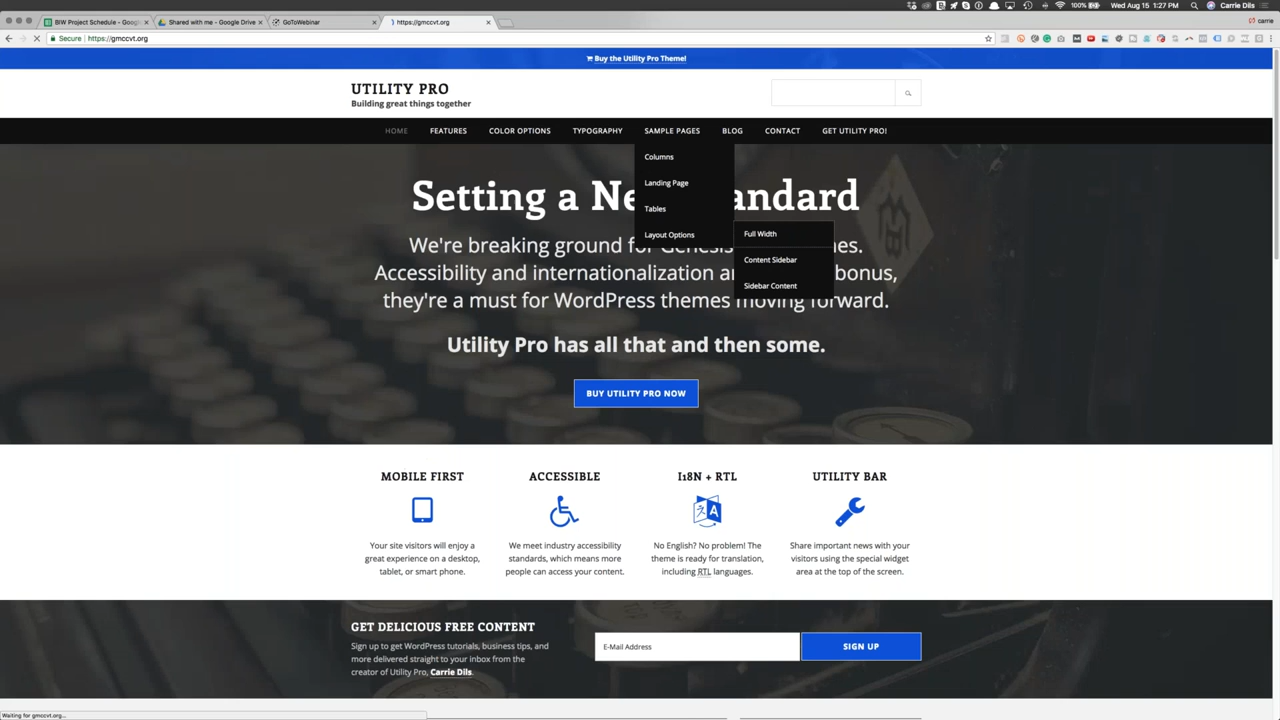 100%
Wed Aug 15 1:27 PM
Carrie Dils
BIW Project Schedule - Googl
Shared with me - Google Drive
GoToWebinar
https://gmccvt.org
carrie
Secure
https://gmccvt.org
Buy the Utility Pro Theme!
UTILITY PRO
Building great things together
HOME FEATURES COLOR OPTIONS TYPOGRAPHY SAMPLE PAGES BLOG CONTACT GET UTILITY PRO!
Columns
Landing Page
Tables
Layout Options
Full Width
Content Sidebar
Sidebar Content
Setting a Ne andard
We're breaking ground for Genesis mes.
Accessibility and internationalization ar bonus,
they're a must for WordPress themes moving forward.
Utility Pro has all that and then some.
BUY UTILITY PRO NOW
MOBILE FIRST
Your site visitors will enjoy a
great experience on a desktop,
tablet, or smart phone.
ACCESSIBLE
We meet industry accessibility
standards, which means more
people can access your content.
I18N + RTL
A
No English? No problem! The
theme is ready for translation,
including RTL languages.
UTILITY BAR
Share important news with your
visitors using the special widget
area at the top of the screen.
GET DELICIOUS FREE CONTENT
Sign up to get WordPress tutorials, business tips, and
more delivered straight to your inbox from the
creator of Utility Pro, Carrie Dils.
E-Mail Address
SIGN UP
Waiting for gmccvt.org...